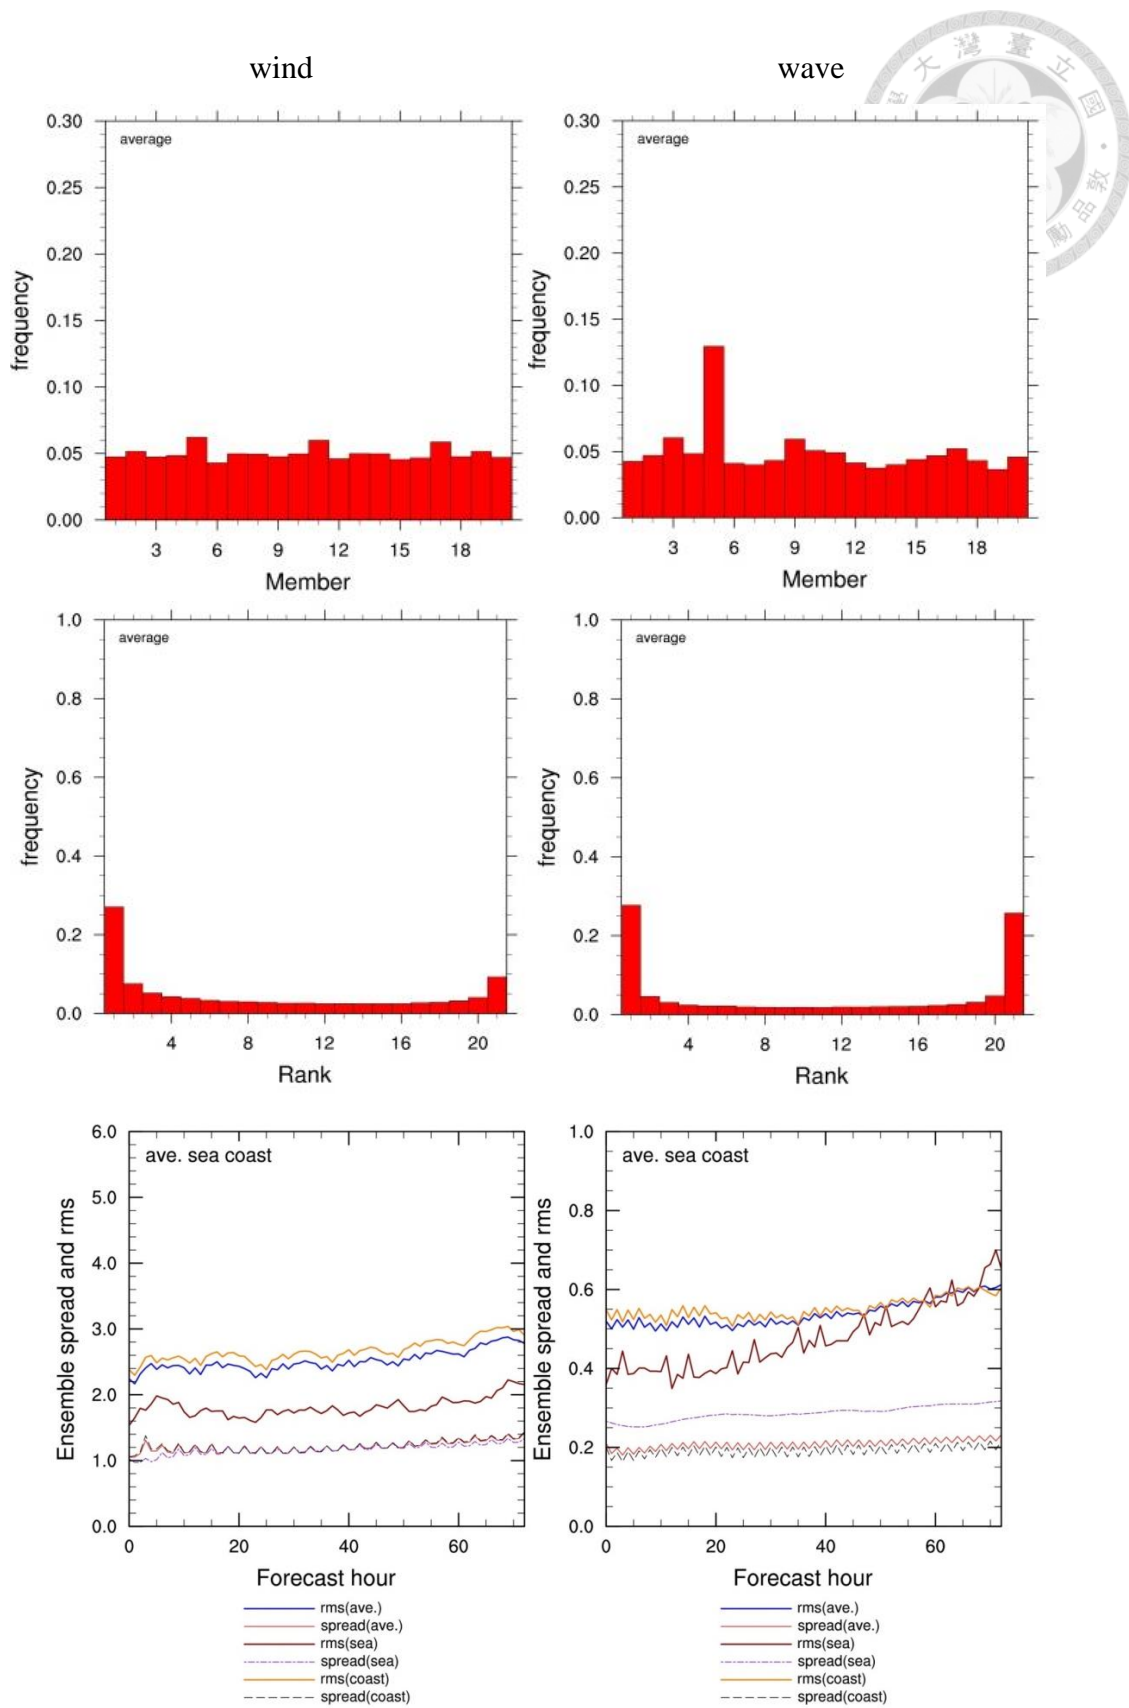 wind
wave
大 灣 臺 立 國
敦 品 勵
0.30
0.25
0.20
0.15
0.10
0.05
0.00
frequency
average
3 6 9 12 15 18
Member
0.30
0.25
0.20
0.15
0.10
0.05
0.00
frequency
average
3 6 9 12 15 18
Member
1.0
0.8
0.6
0.4
0.2
0.0
frequency
average
4 8 12 16 20
Rank
1.0
0.8
0.6
0.4
0.2
0.0
frequency
average
4 8 12 16 20
Rank
6.0
5.0
4.0
3.0
2.0
1.0
0.0
Ensemble spread and rms
ave. sea coast
0 20 40 60
Forecast hour
rms(ave.)
spread(ave.)
rms(sea)
spread(sea)
rms(coast)
spread(coast)
1.0
0.8
0.6
0.4
0.2
0.0
Ensemble spread and rms
ave. sea coast
0 20 40 60
Forecast hour
rms(ave.)
spread(ave.)
rms(sea)
spread(sea)
rms(coast)
spread(coast)